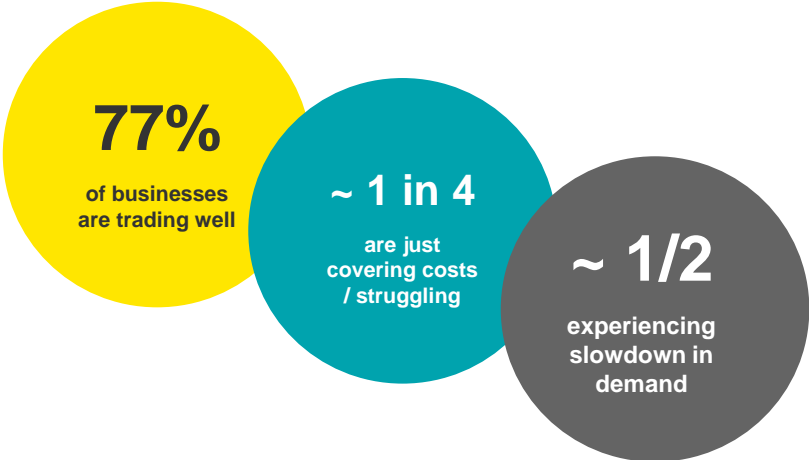 77%
of businesses
are trading well
~ 1 in 4
are just
covering costs
/ struggling
~ 1/2
experiencing
slowdown in
demand